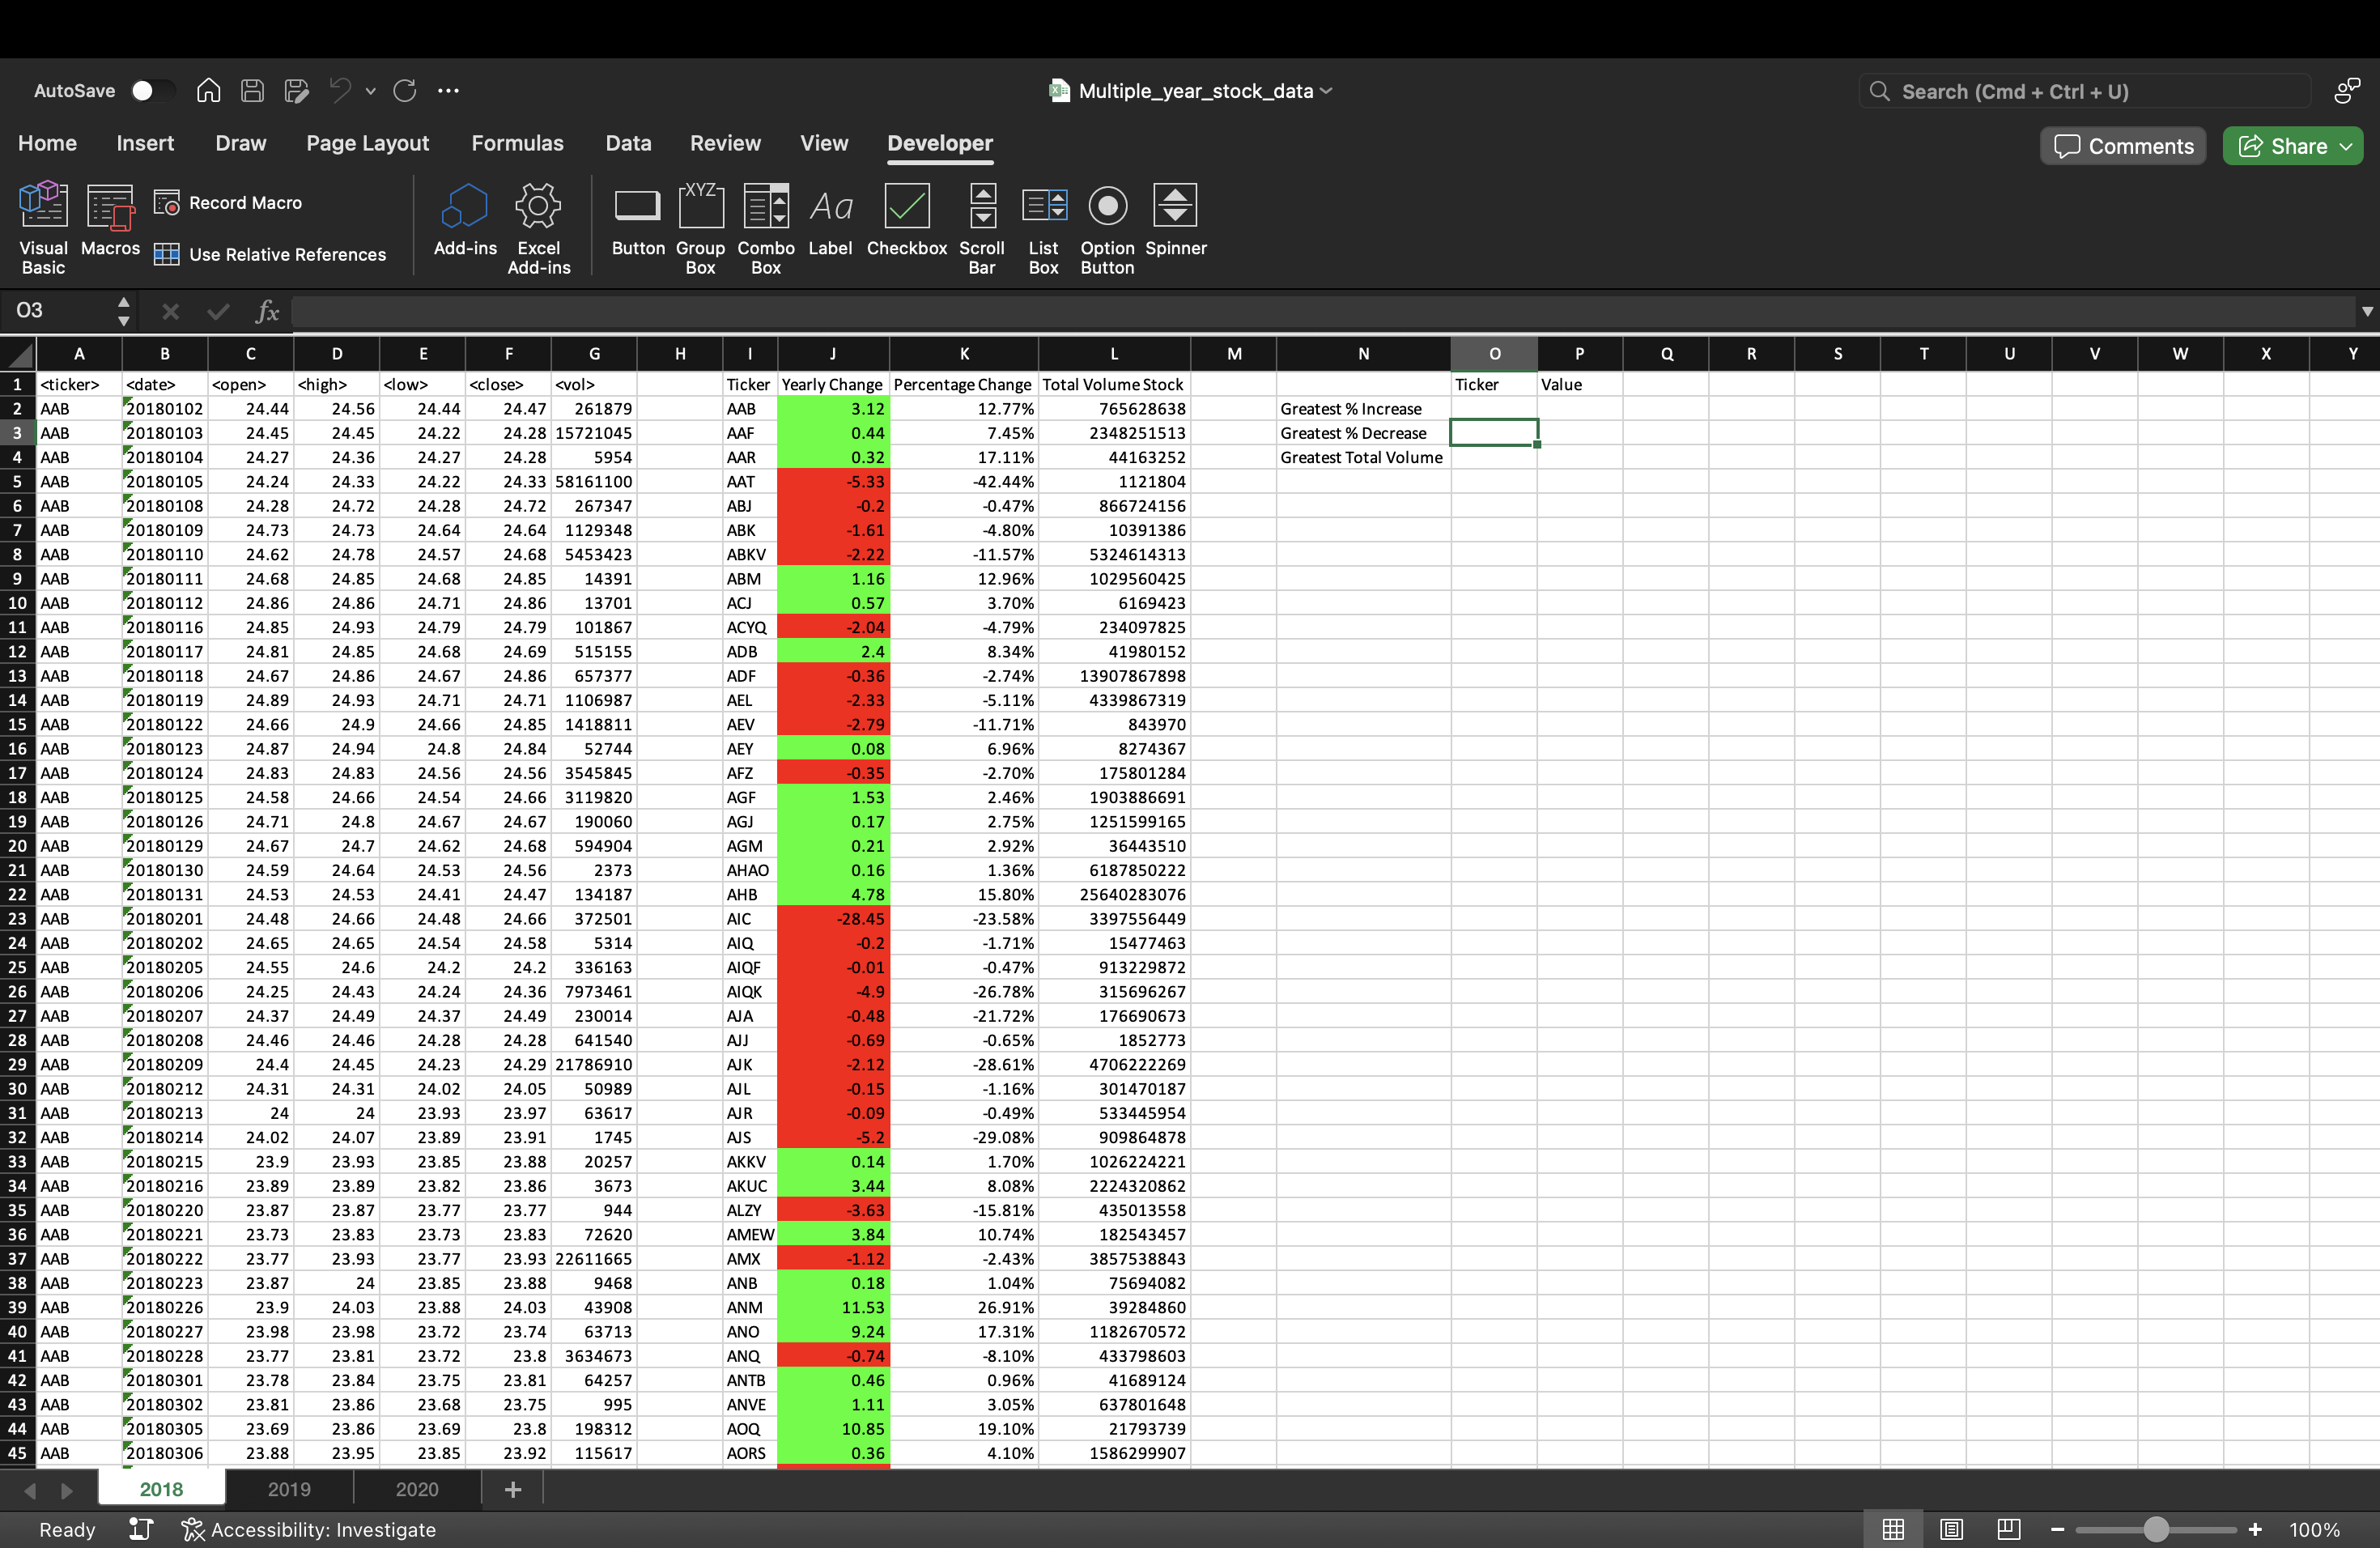 AutoSave Multiple_year_stock_data Search (Cmd + Ctrl + U)
Home Insert Draw Page Layout Formulas Data Review View Developer Comments Share
Visual Basic Macros Record Macro Use Relative References Add-ins Excel Add-ins Button Group Box Combo Box Label Checkbox Scroll Bar List Box Option Button Spinner
O3 fx
A B C D E F G H I J K L M N O P Q R S T U V W X Y
1 <ticker> <date> <open> <high> <low> <close> <vol> Ticker Yearly Change Percentage Change Total Volume Stock Ticker Value
2 AAB 20180102 24.44 24.56 24.44 24.47 261879 AAB 3.12 12.77% 765628638 Greatest % Increase
3 AAB 20180103 24.45 24.45 24.22 24.28 15721045 AAF 0.44 7.45% 2348251513 Greatest % Decrease
4 AAB 20180104 24.27 24.36 24.27 24.28 5954 AAR 0.32 17.11% 44163252 Greatest Total Volume
5 AAB 20180105 24.24 24.33 24.22 24.33 58161100 AAT -5.33 -42.44% 1121804
6 AAB 20180108 24.28 24.72 24.28 24.72 267347 ABJ -0.2 -0.47% 866724156
7 AAB 20180109 24.73 24.73 24.64 24.64 1129348 ABK -1.61 -4.80% 10391386
8 AAB 20180110 24.62 24.78 24.57 24.68 5453423 ABKV -2.22 -11.57% 5324614313
9 AAB 20180111 24.68 24.85 24.68 24.85 14391 ABM 1.16 12.96% 1029560425
10 AAB 20180112 24.86 24.86 24.71 24.86 13701 ACJ 0.57 3.70% 6169423
11 AAB 20180116 24.85 24.93 24.79 24.79 101867 ACYQ -2.04 -4.79% 234097825
12 AAB 20180117 24.81 24.85 24.68 24.69 515155 ADB 2.4 8.34% 41980152
13 AAB 20180118 24.67 24.86 24.67 24.86 657377 ADF -0.36 -2.74% 13907867898
14 AAB 20180119 24.89 24.93 24.71 24.71 1106987 AEL -2.33 -5.11% 4339867319
15 AAB 20180122 24.66 24.9 24.66 24.85 1418811 AEV -2.79 -11.71% 843970
16 AAB 20180123 24.87 24.94 24.8 24.84 52744 AEY 0.08 6.96% 8274367
17 AAB 20180124 24.83 24.83 24.56 24.56 3545845 AFZ -0.35 -2.70% 175801284
18 AAB 20180125 24.58 24.66 24.54 24.66 3119820 AGF 1.53 2.46% 1903886691
19 AAB 20180126 24.71 24.8 24.67 24.67 190060 AGJ 0.17 2.75% 1251599165
20 AAB 20180129 24.67 24.7 24.62 24.68 594904 AGM 0.21 2.92% 36443510
21 AAB 20180130 24.59 24.64 24.53 24.56 2373 AHAO 0.16 1.36% 6187850222
22 AAB 20180131 24.53 24.53 24.41 24.47 134187 AHB 4.78 15.80% 25640283076
23 AAB 20180201 24.48 24.66 24.48 24.66 372501 AIC -28.45 -23.58% 3397556449
24 AAB 20180202 24.65 24.65 24.54 24.58 5314 AIQ -0.2 -1.71% 15477463
25 AAB 20180205 24.55 24.6 24.2 24.2 336163 AIQF -0.01 -0.47% 913229872
26 AAB 20180206 24.25 24.43 24.24 24.36 7973461 AIQK -4.9 -26.78% 315696267
27 AAB 20180207 24.37 24.49 24.37 24.49 230014 AJA -0.48 -21.72% 176690673
28 AAB 20180208 24.46 24.46 24.28 24.28 641540 AJJ -0.69 -0.65% 1852773
29 AAB 20180209 24.4 24.45 24.23 24.29 21786910 AJK -2.12 -28.61% 4706222269
30 AAB 20180212 24.31 24.31 24.02 24.05 50989 AJL -0.15 -1.16% 301470187
31 AAB 20180213 24 24 23.93 23.97 63617 AJR -0.09 -0.49% 533445954
32 AAB 20180214 24.02 24.07 23.89 23.91 1745 AJS -5.2 -29.08% 909864878
33 AAB 20180215 23.9 23.93 23.85 23.88 20257 AKKV 0.14 1.70% 1026224221
34 AAB 20180216 23.89 23.89 23.82 23.86 3673 AKUC 3.44 8.08% 2224320862
35 AAB 20180220 23.87 23.87 23.77 23.77 944 ALZY -3.63 -15.81% 435013558
36 AAB 20180221 23.73 23.83 23.73 23.83 72620 AMEW 3.84 10.74% 182543457
37 AAB 20180222 23.77 23.93 23.77 23.93 22611665 AMX -1.12 -2.43% 3857538843
38 AAB 20180223 23.87 24 23.85 23.88 9468 ANB 0.18 1.04% 75694082
39 AAB 20180226 23.9 24.03 23.88 24.03 43908 ANM 11.53 26.91% 39284860
40 AAB 20180227 23.98 23.98 23.72 23.74 63713 ANO 9.24 17.31% 1182670572
41 AAB 20180228 23.77 23.81 23.72 23.8 3634673 ANQ -0.74 -8.10% 433798603
42 AAB 20180301 23.78 23.84 23.75 23.81 64257 ANTB 0.46 0.96% 41689124
43 AAB 20180302 23.81 23.86 23.68 23.75 995 ANVE 1.11 3.05% 637801648
44 AAB 20180305 23.69 23.86 23.69 23.8 198312 AOQ 10.85 19.10% 21793739
45 AAB 20180306 23.88 23.95 23.85 23.92 115617 AORS 0.36 4.10% 1586299907
2018 2019 2020
Ready Accessibility: Investigate 100%